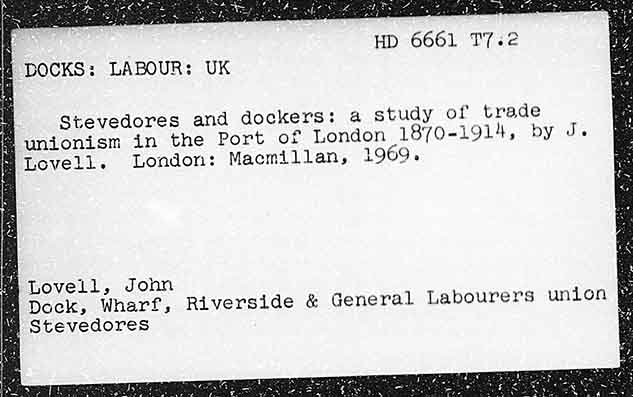 HD 6661 T7.2
DOCKS: LABOUR: UK
Stevedores and dockers: a study of trade
unionism in the Port of London 1870-1914, by J.
Lovell. London: Macmillan, 1969.
Lovell, John
Dock, Wharf, Riverside & General Labourers union
Stevedores